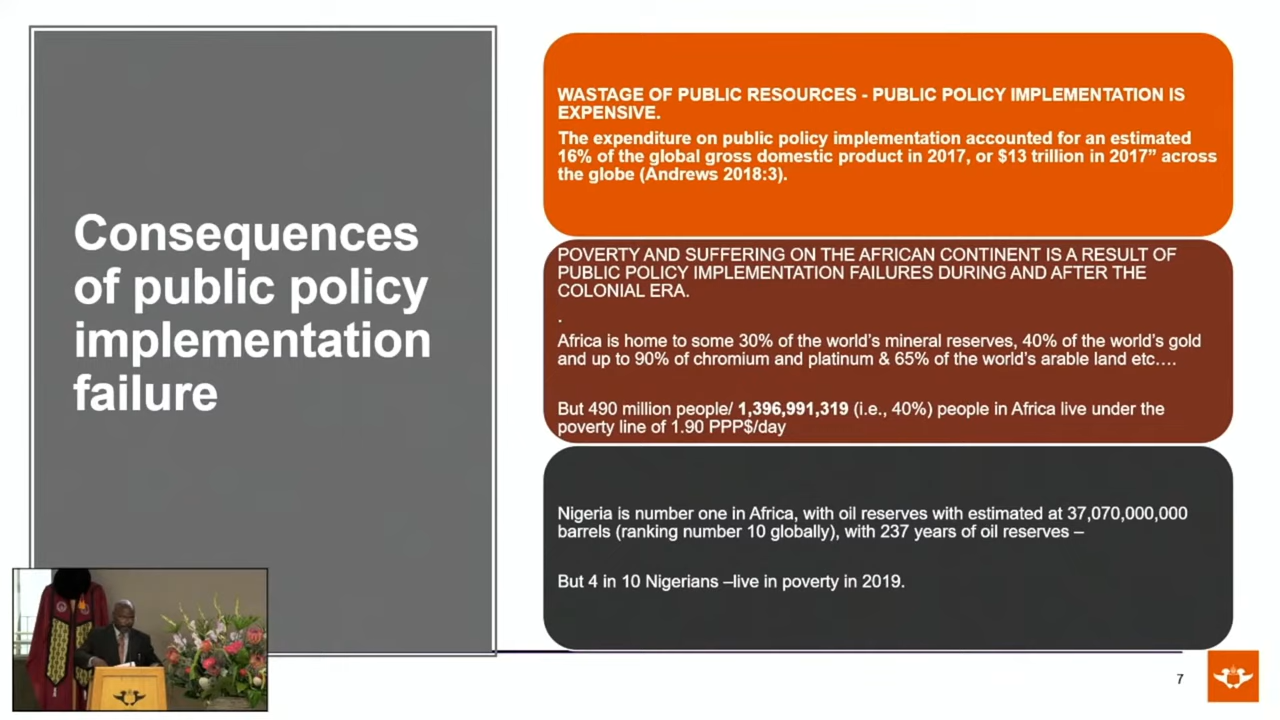 Consequences
of public policy
implementation
failure
WASTAGE OF PUBLIC RESOURCES - PUBLIC POLICY IMPLEMENTATION IS
EXPENSIVE.
The expenditure on public policy implementation accounted for an estimated
16% of the global gross domestic product in 2017, or $13 trillion in 2017” across
the globe (Andrews 2018:3).
POVERTY AND SUFFERING ON THE AFRICAN CONTINENT IS A RESULT OF
PUBLIC POLICY IMPLEMENTATION FAILURES DURING AND AFTER THE
COLONIAL ERA.
.
Africa is home to some 30% of the world’s mineral reserves, 40% of the world’s gold
and up to 90% of chromium and platinum & 65% of the world’s arable land etc….
But 490 million people/ 1,396,991,319 (i.e., 40%) people in Africa live under the
poverty line of 1.90 PPP$/day
Nigeria is number one in Africa, with oil reserves with estimated at 37,070,000,000
barrels (ranking number 10 globally), with 237 years of oil reserves –
But 4 in 10 Nigerians –live in poverty in 2019.
7